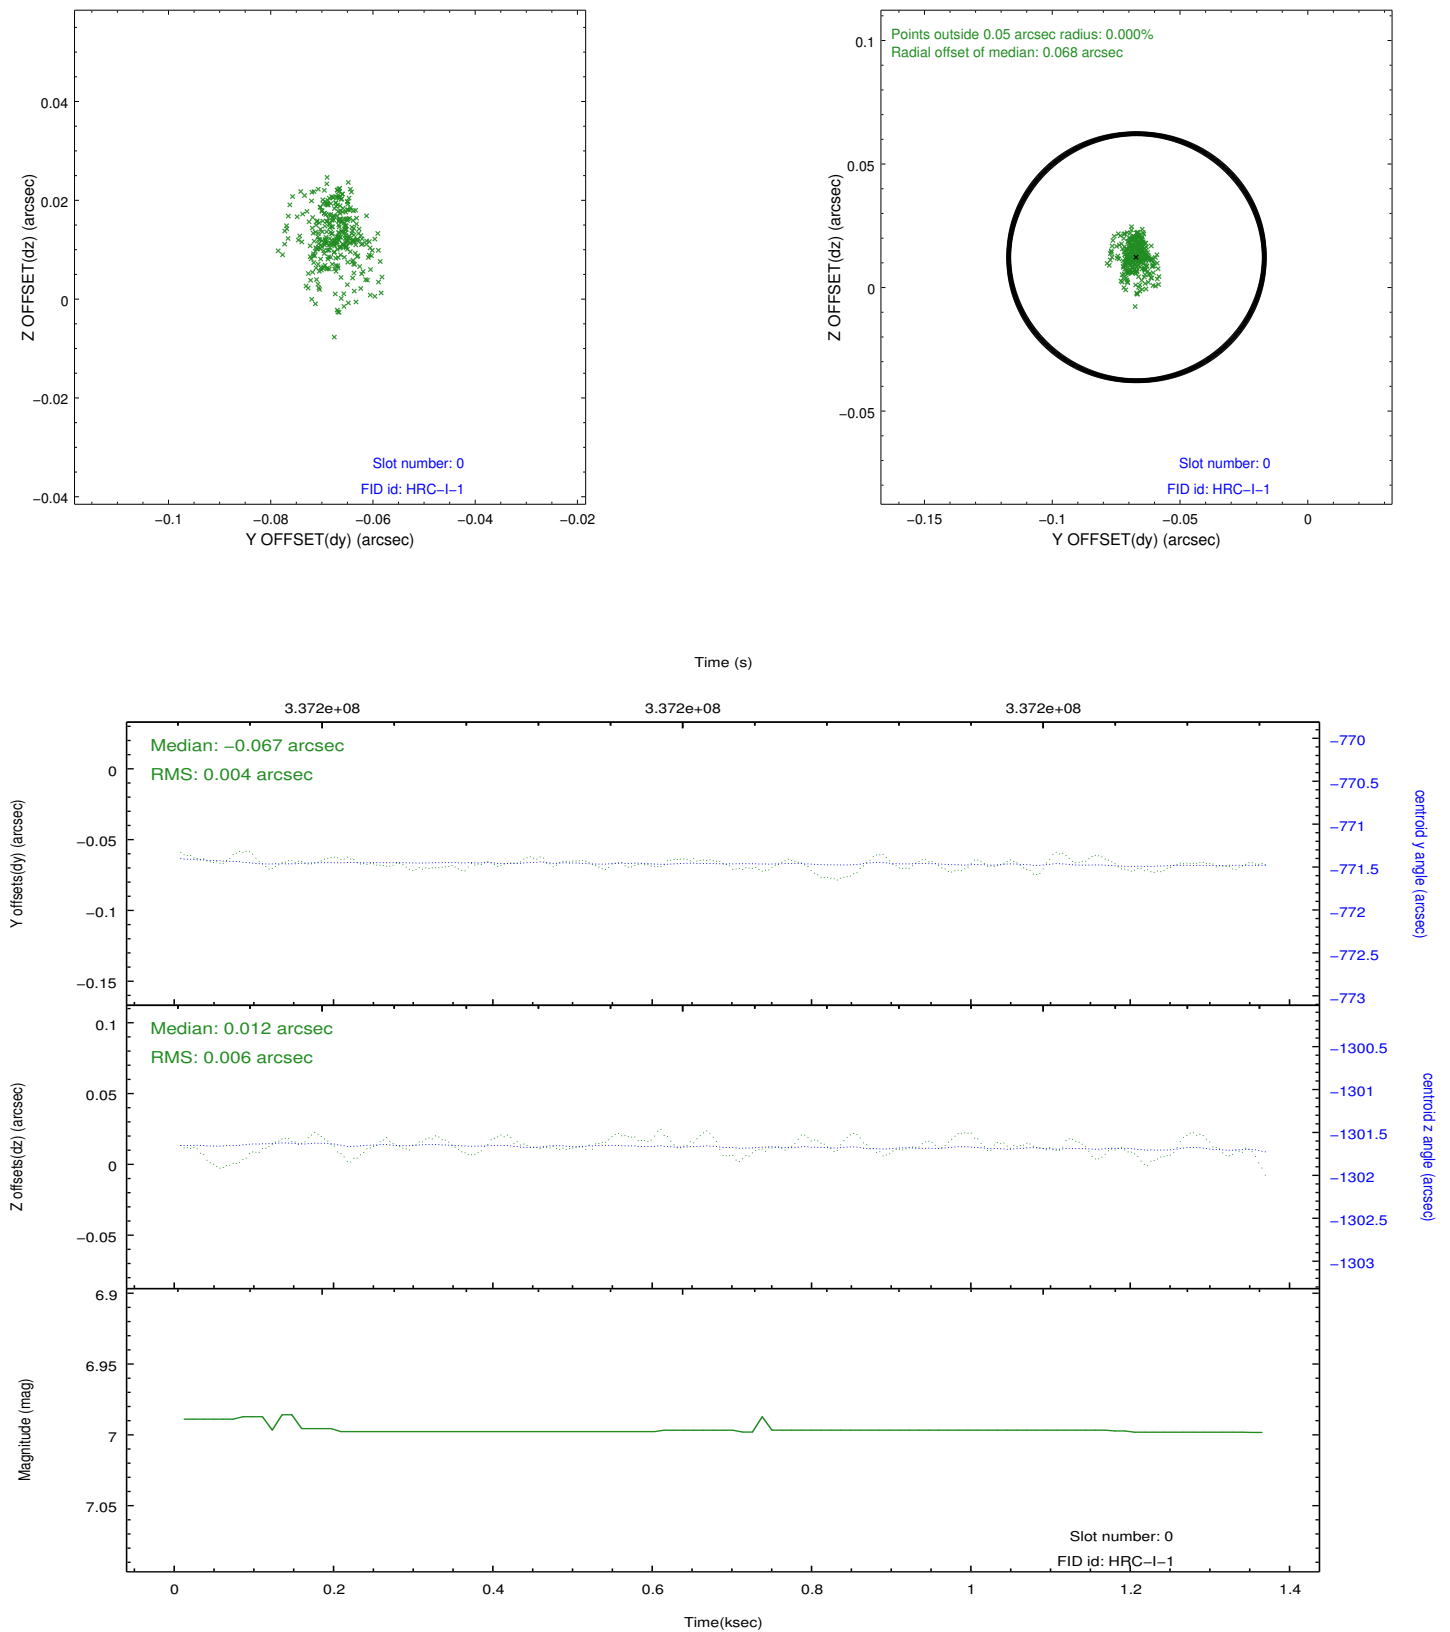 0.04
0.02
0
−0.02
−0.04
Z OFFSET(dz) (arcsec)
Slot number: 0
FID id: HRC−I−1
−0.1
−0.08
−0.06
−0.04
−0.02
Y OFFSET(dy) (arcsec)
Points outside 0.05 arcsec radius: 0.000%
Radial offset of median: 0.068 arcsec
0.1
0.05
0
−0.05
Z OFFSET(dz) (arcsec)
Slot number: 0
FID id: HRC−I−1
−0.15
−0.1
−0.05
0
Y OFFSET(dy) (arcsec)
Time (s)
3.372e+08
3.372e+08
3.372e+08
Median: −0.067 arcsec
RMS: 0.004 arcsec
0
−0.05
−0.1
−0.15
Y offsets(dy) (arcsec)
−770
−770.5
−771
−771.5
−772
−772.5
−773
centroid y angle (arcsec)
Median: 0.012 arcsec
RMS: 0.006 arcsec
0.1
0.05
0
−0.05
Z offsets(dz) (arcsec)
−1300.5
−1301
−1301.5
−1302
−1302.5
−1303
centroid z angle (arcsec)
6.9
6.95
7
7.05
Magnitude (mag)
Slot number: 0
FID id: HRC−I−1
0
0.2
0.4
0.6
0.8
1
1.2
1.4
Time(ksec)